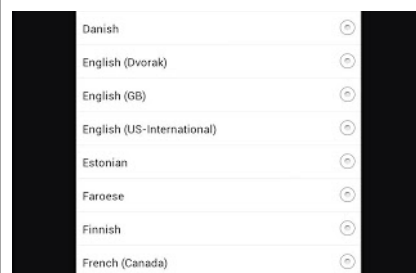 Danish
English (Dvorak)
English (GB)
English (US-International)
Estonian
Faroese
Finnish
French (Canada)